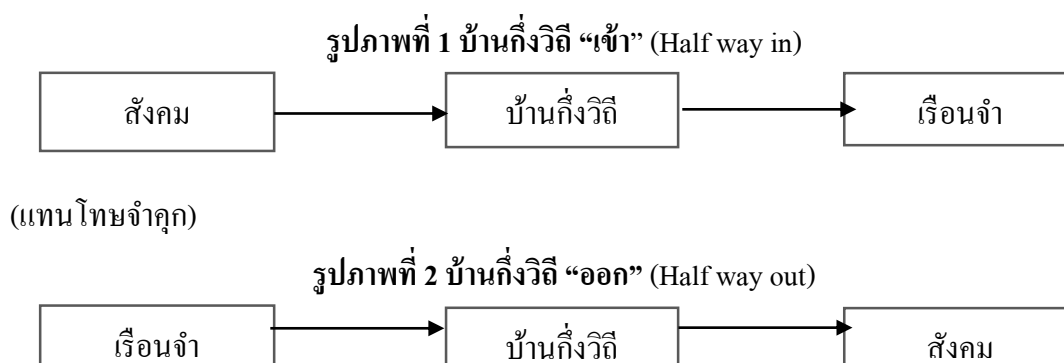 รูปภาพที่ 1 บ้านกึ่งวิถี “เข้า” (Half way in)
สังคม บ้านกึ่งวิถี เรือนจำ
(แทนโทษจำคุก)
รูปภาพที่ 2 บ้านกึ่งวิถี “ออก” (Half way out)
เรือนจำ บ้านกึ่งวิถี สังคม